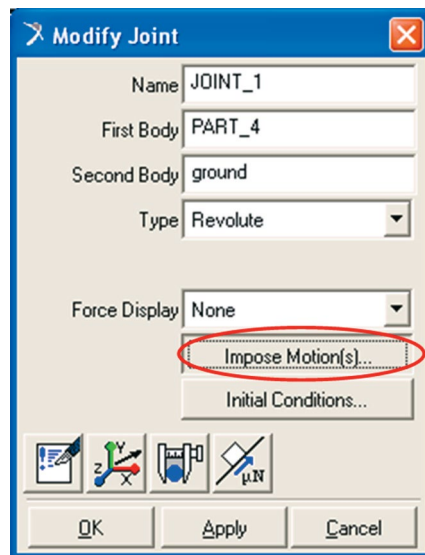 Modify Joint
Name JOINT_1
First Body PART_4
Second Body ground
Type Revolute
Force Display None
Impose Motion(s)...
Initial Conditions...
z Y x μN
OK Apply Cancel